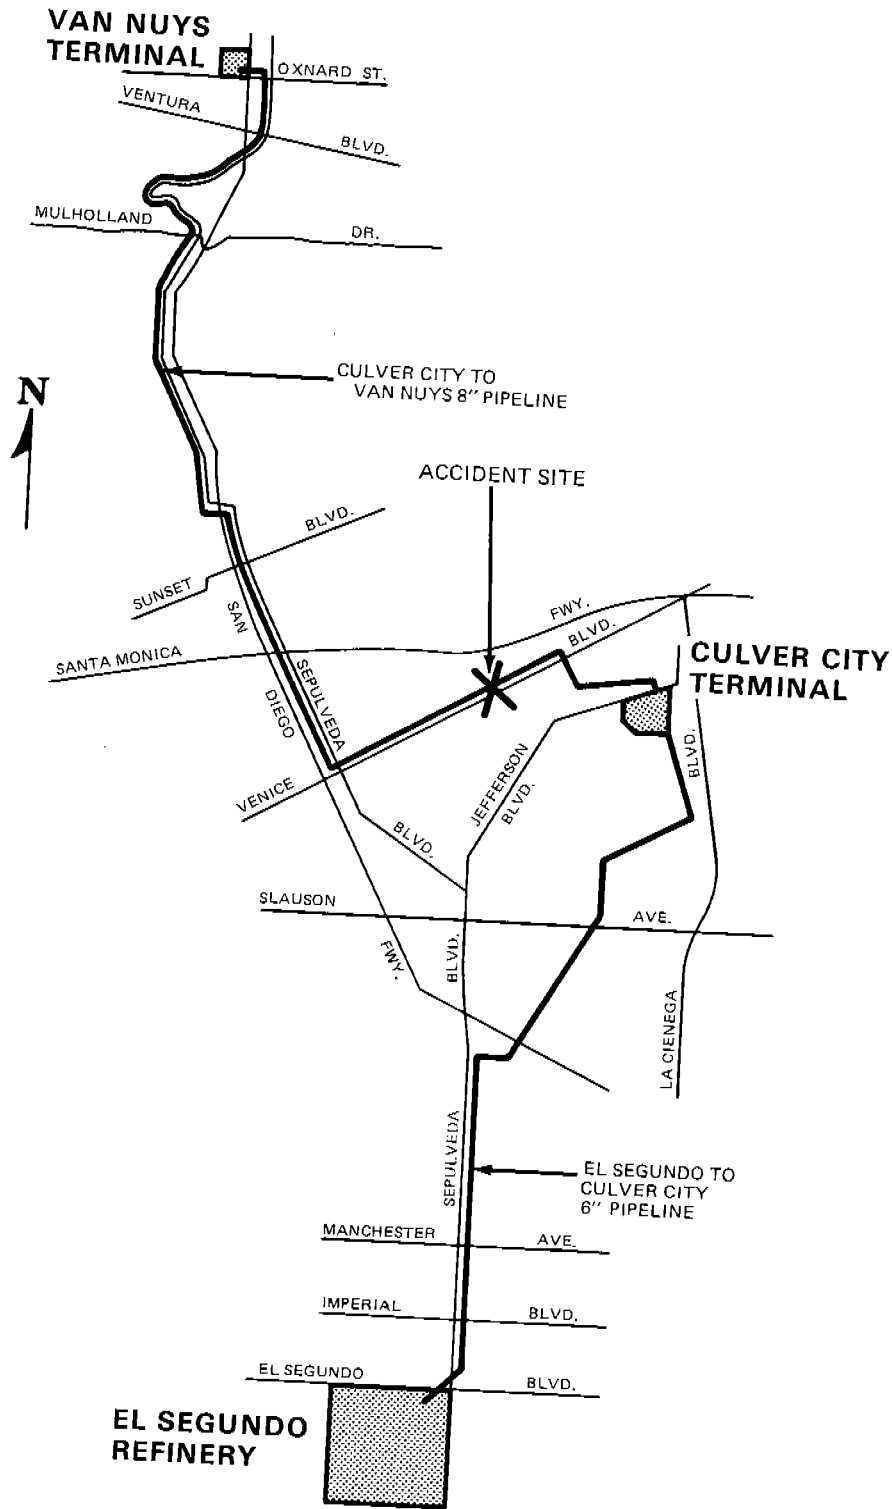 VAN NUYS
TERMINAL
OXNARD ST.
VENTURA
BLVD.
MULHOLLAND
DR.
CULVER CITY TO
VAN NUYS 8" PIPELINE
N
ACCIDENT SITE
BLVD.
SUNSET
SAN
FWY.
BLVD.
SANTA MONICA
SEPULVEDA
CULVER CITY
TERMINAL
DIEGO
BLVD.
VENICE
JEFFERSON
BLVD.
BLVD.
SLAUSON
AVE.
FWY.
BLVD.
LA CIENEGA
SEPULVEDA
EL SEGUNDO TO
CULVER CITY
6" PIPELINE
MANCHESTER
AVE.
IMPERIAL
BLVD.
EL SEGUNDO
BLVD.
EL SEGUNDO
REFINERY